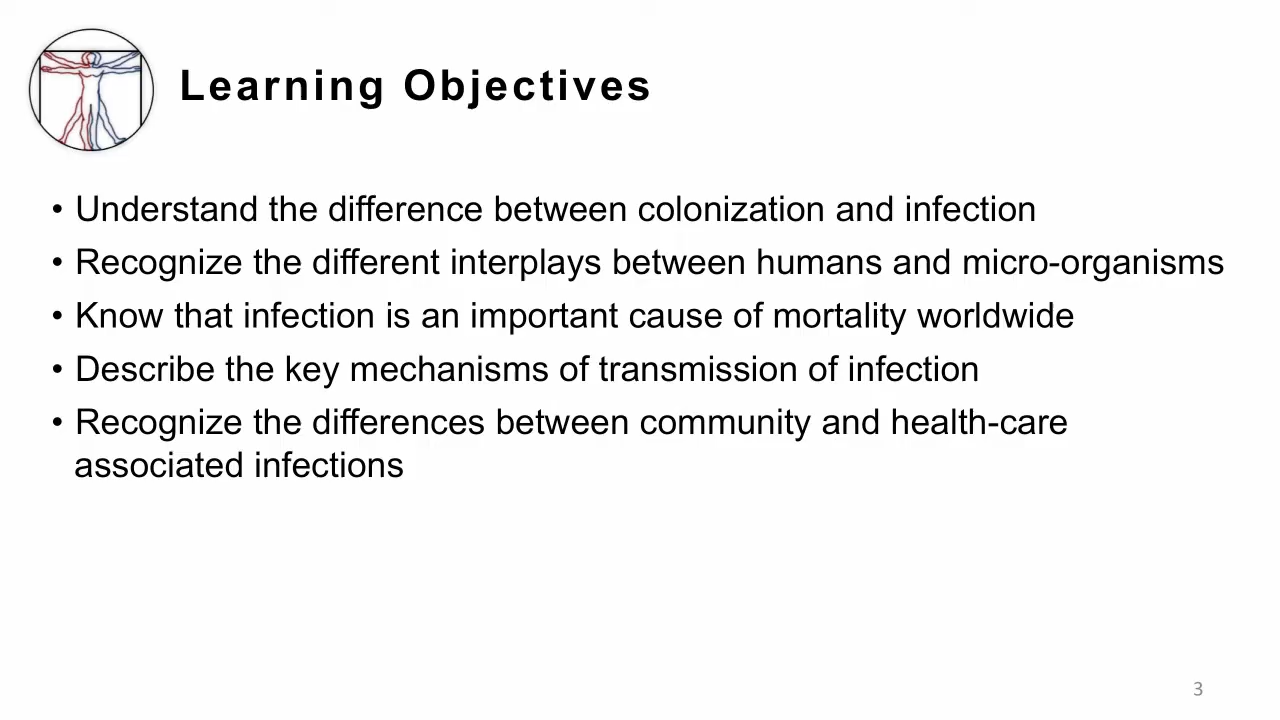 Learning Objectives
• Understand the difference between colonization and infection
• Recognize the different interplays between humans and micro-organisms
• Know that infection is an important cause of mortality worldwide
• Describe the key mechanisms of transmission of infection
• Recognize the differences between community and health-care
associated infections
3